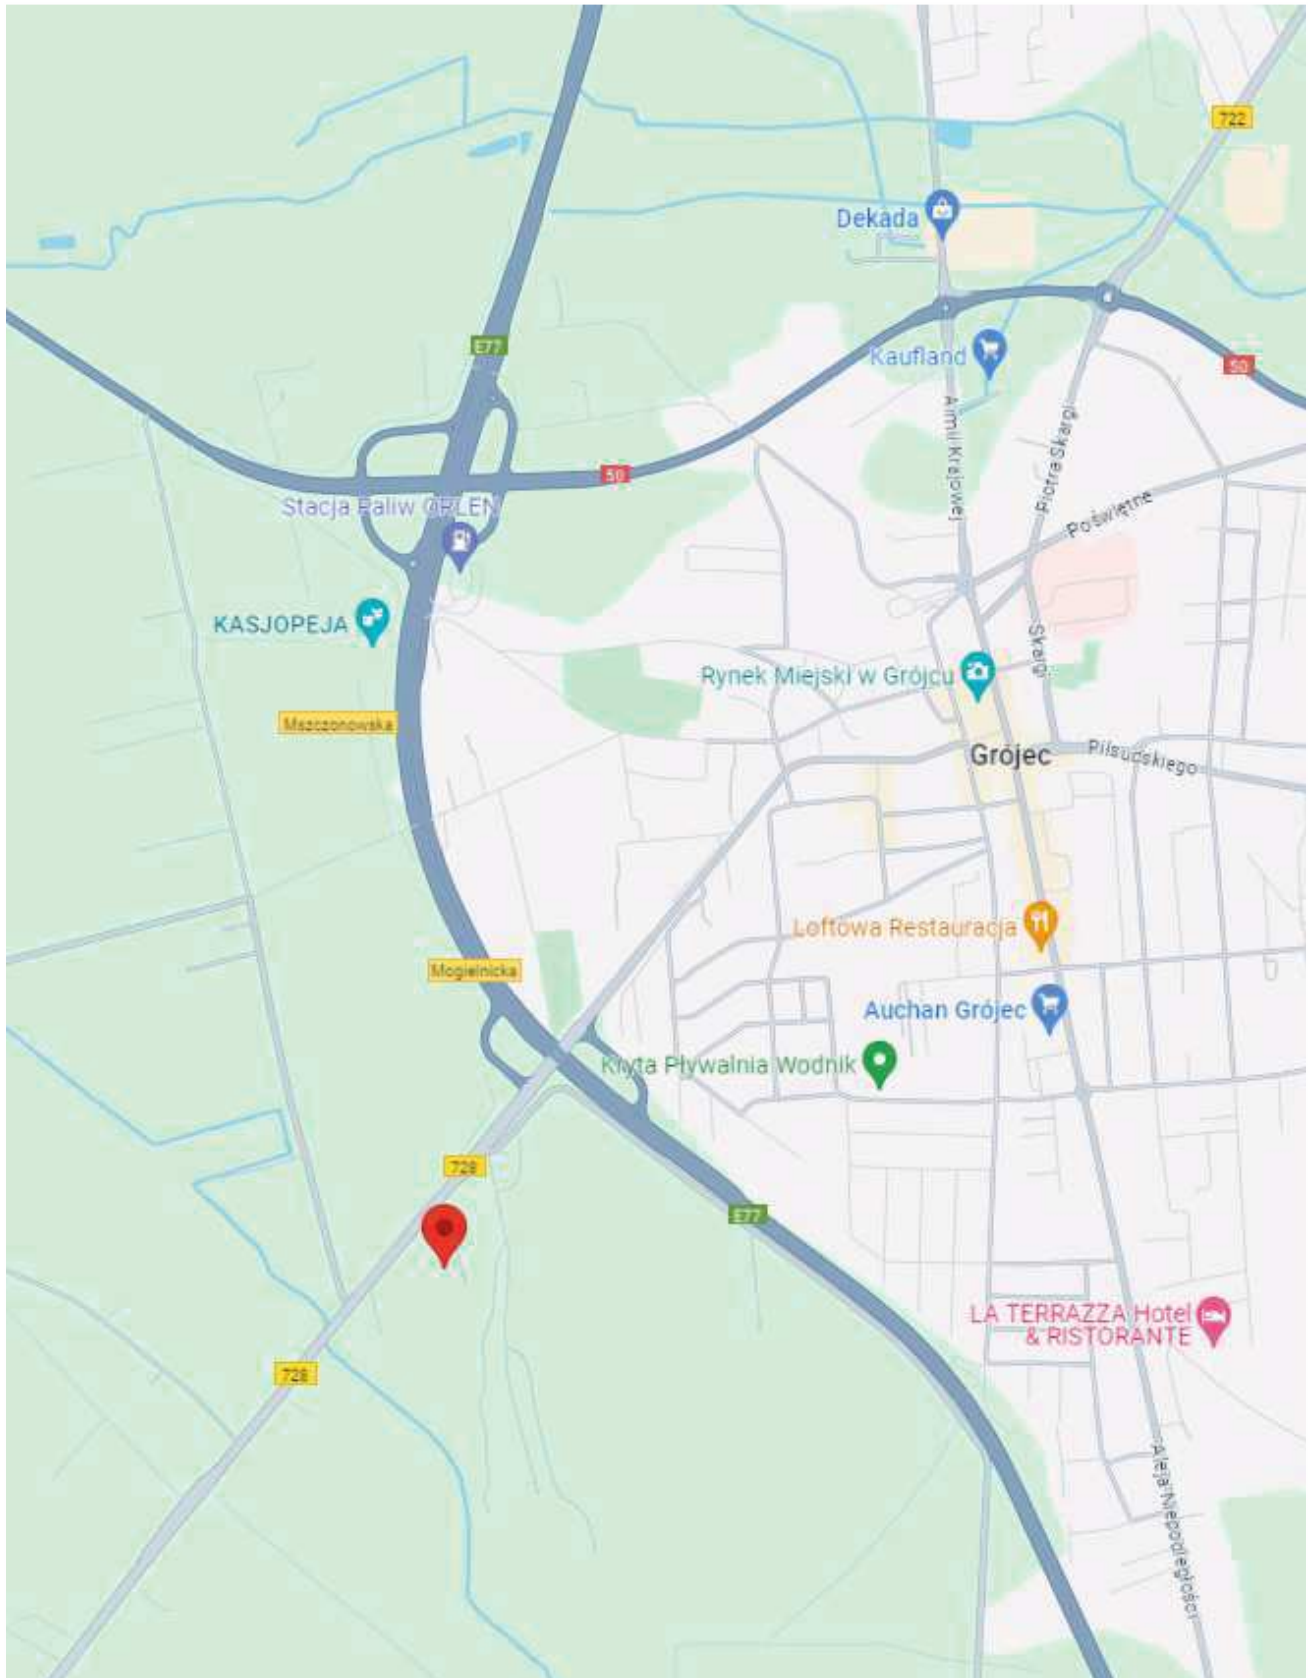 722
Dekada
E77
Kaufland
50
Armii Krajowej
Piotra Skargi
50
Poświętne
Stacja Paliw ORLEN
KASJOPEJA
Skargi
Rynek Miejski w Grójcu
Mszczonowska
Grójec
Piłsudskiego
Loftowa Restauracja
Mogielnicka
Auchan Grójec
Kryta Pływalnia Wodnik
728
E77
LA TERRAZZA Hotel
& RISTORANTE
728
Aleja Niepodległości